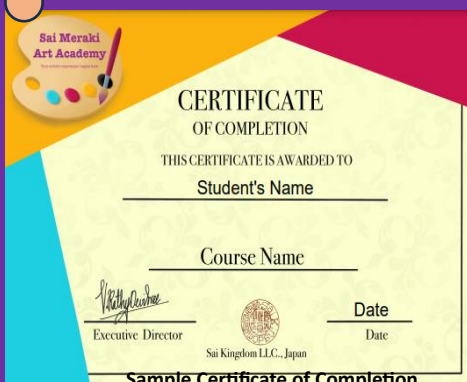 Sai Meraki
Art Academy
CERTIFICATE
OF COMPLETION
THIS CERTIFICATE IS AWARDED TO
Student's Name
Course Name
Date
Executive Director
Date
Sai Kingdom LLC., Japan
Sample Certificate of Completion